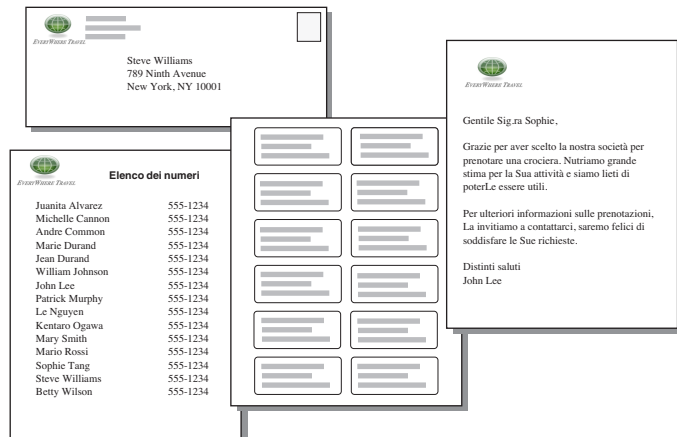 EVERYWHERE TRAVEL
Steve Williams
789 Ninth Avenue
New York, NY 10001
EVERYWHERE TRAVEL
Elenco dei numeri
Juanita Alvarez 555-1234
Michelle Cannon 555-1234
Andre Common 555-1234
Marie Durand 555-1234
Jean Durand 555-1234
William Johnson 555-1234
John Lee 555-1234
Patrick Murphy 555-1234
Le Nguyen 555-1234
Kentaro Ogawa 555-1234
Mary Smith 555-1234
Mario Rossi 555-1234
Sophie Tang 555-1234
Steve Williams 555-1234
Betty Wilson 555-1234
EVERYWHERE TRAVEL
Gentile Sig.ra Sophie,
Grazie per aver scelto la nostra società per
prenotare una crociera. Nutriamo grande
stima per la Sua attività e siamo lieti di
poterLe essere utili.
Per ulteriori informazioni sulle prenotazioni,
La invitiamo a contattarci, saremo felici di
soddisfare le Sue richieste.
Distinti saluti
John Lee